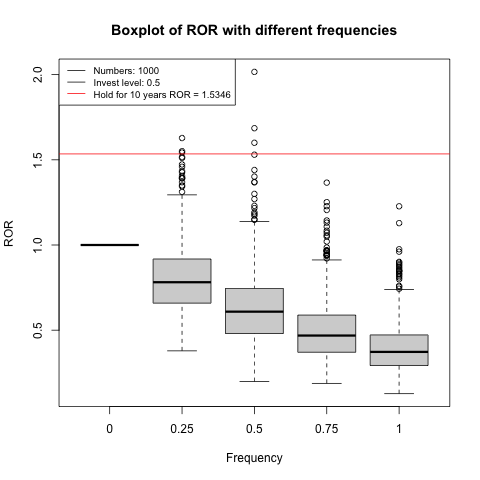 Boxplot of ROR with different frequencies
Numbers: 1000
Invest level: 0.5
Hold for 10 years ROR = 1.5346
2.0
1.5
1.0
0.5
ROR
0 0.25 0.5 0.75 1
Frequency